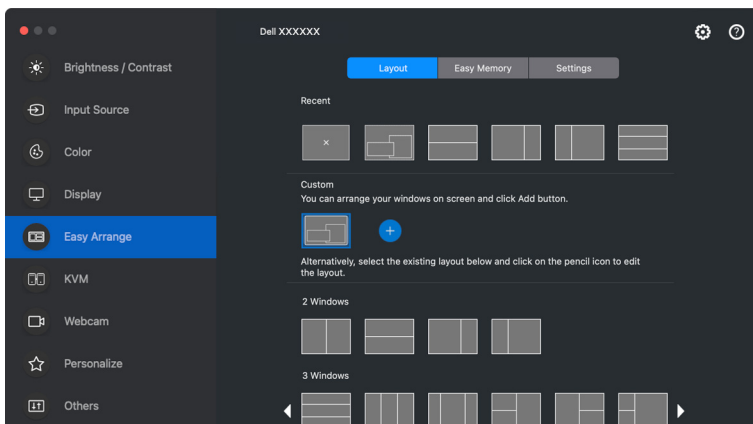 Dell XXXXXX
Brightness / Contrast
Input Source
Color
Display
Easy Arrange
KVM
Webcam
Personalize
Others
Layout
Easy Memory
Settings
Recent
Custom
You can arrange your windows on screen and click Add button.
Alternatively, select the existing layout below and click on the pencil icon to edit
the layout.
2 Windows
3 Windows